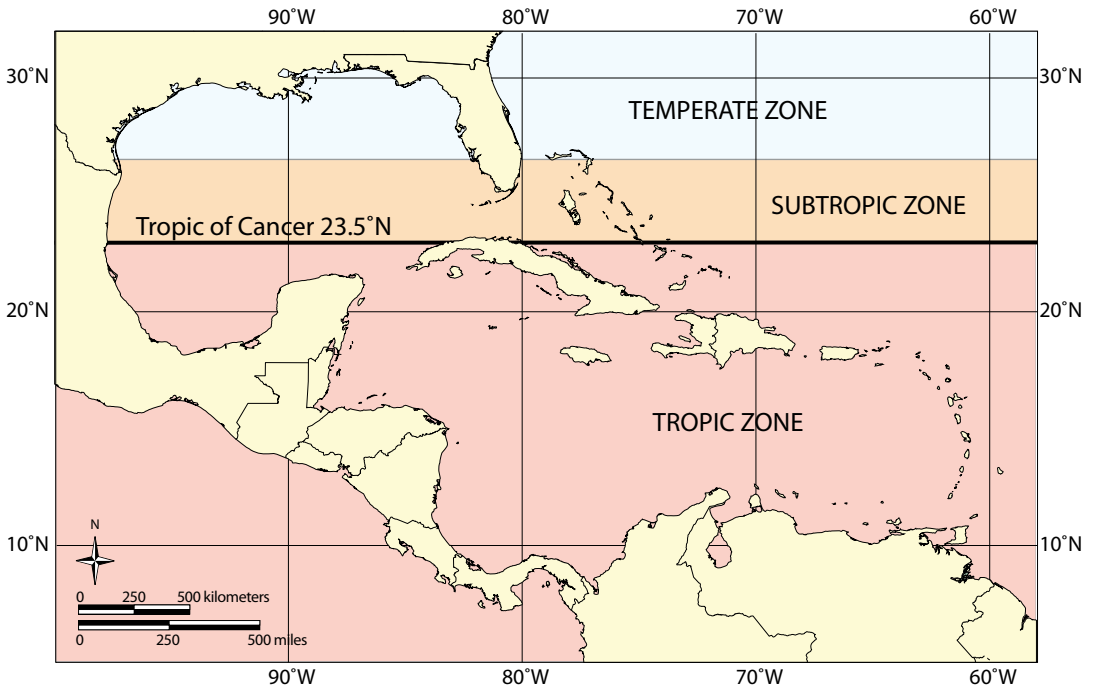 90˚W 80˚W 70˚W 60˚W
30˚N 30˚N
TEMPERATE ZONE
SUBTROPIC ZONE
Tropic of Cancer 23.5˚N
20˚N 20˚N
TROPIC ZONE
N
10˚N 10˚N
0 250 500 kilometers
0 250 500 miles
90˚W 80˚W 70˚W 60˚W